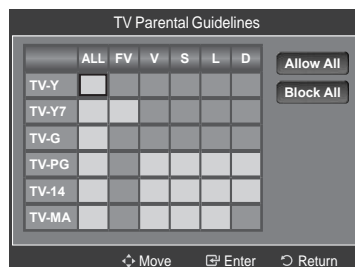 TV Parental Guidelines
ALL FV V S L D
Allow All
Block All
TV-Y
TV-Y7
TV-G
TV-PG
TV-14
TV-MA
Move Enter Return